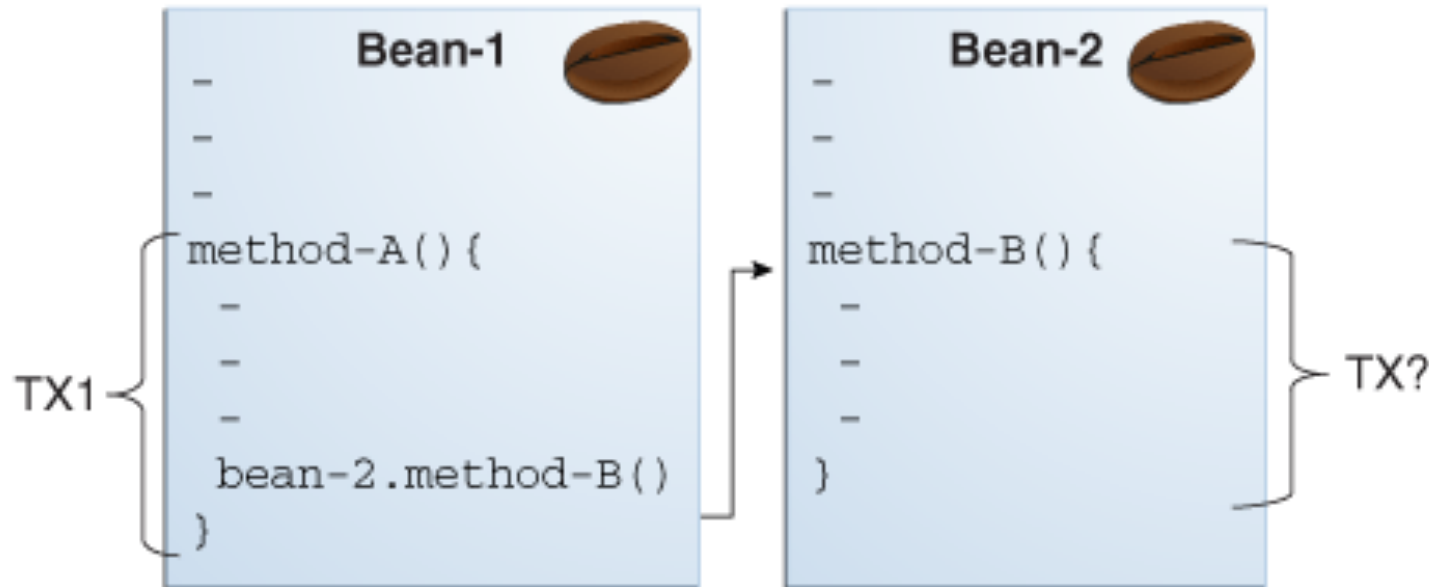 Bean-1
-
-
-
method-A(){
-
-
-
bean-2.method-B()
}
TX1
Bean-2
-
-
-
method-B(){
-
-
-
}
TX?